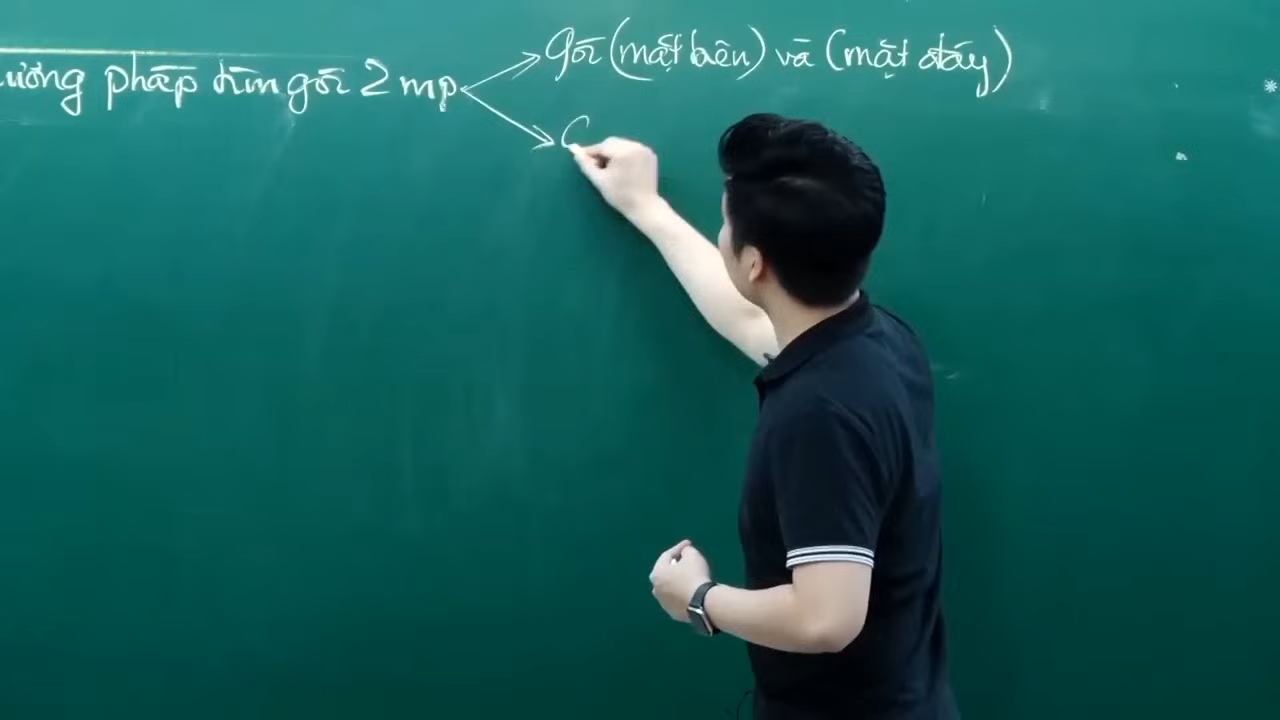 ương pháp tìm góc 2 mp
góc (mặt bên) và (mặt đáy)